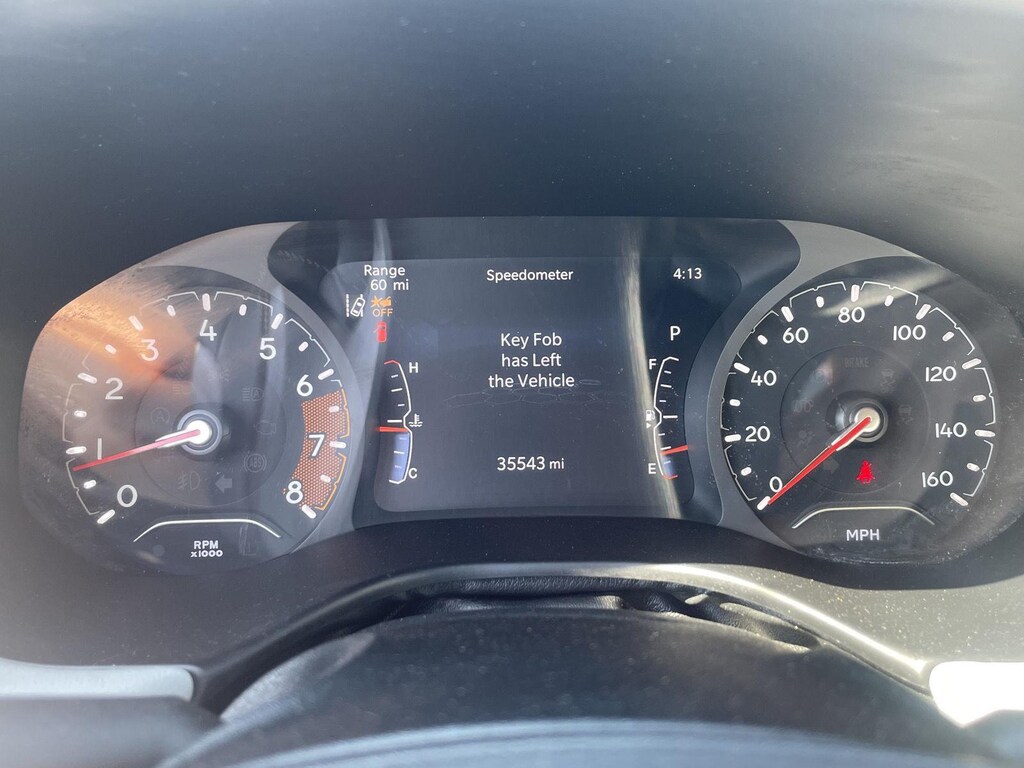 Range
60 mi
OFF
Speedometer
4:13
P
Key Fob
has Left
the Vehicle
35543 mi
H
C
F
E
0
1
2
3
4
5
6
7
8
RPM
x1000
0
20
40
60
80
100
120
140
160
BRAKE
MPH